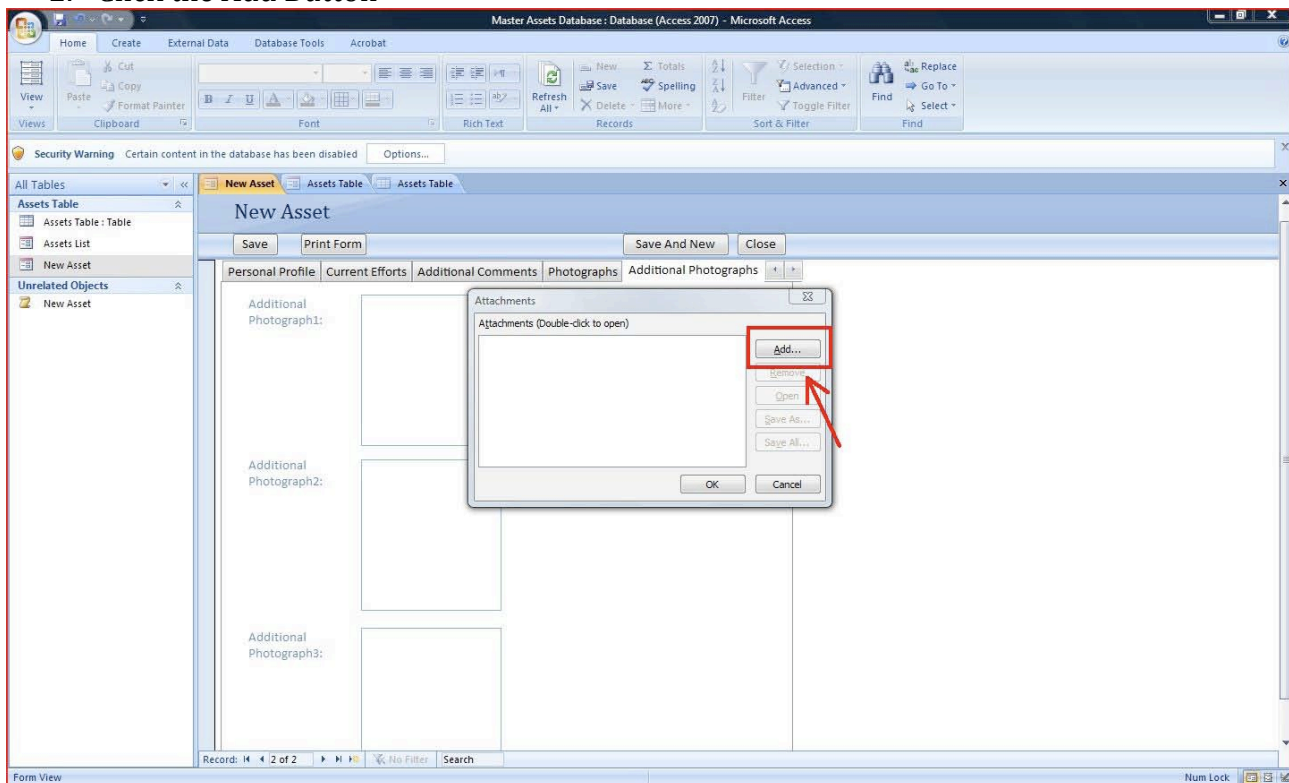 Click the Add Button
Master Assets Database : Database (Access 2007) - Microsoft Access
Home Create External Data Database Tools Acrobat
View
Views
Paste
Cut
Copy
Format Painter
Clipboard
B I U A
Font
Rich Text
Refresh All
New
Save
Delete
Totals
Spelling
More
Records
Filter
Selection
Advanced
Toggle Filter
Sort & Filter
Find
Replace
Go To
Select
Find
Security Warning Certain content in the database has been disabled Options...
All Tables
Assets Table
Assets Table : Table
Assets List
New Asset
Unrelated Objects
New Asset
New Asset Assets Table Assets Table
New Asset
Save Print Form Save And New Close
Personal Profile Current Efforts Additional Comments Photographs Additional Photographs
Additional
Photograph1:
Attachments
Attachments (Double-click to open)
Add...
Remove
Open
Save As...
Save All...
OK Cancel
Additional
Photograph2:
Additional
Photograph3:
Record: 2 of 2 No Filter Search
Form View Num Lock